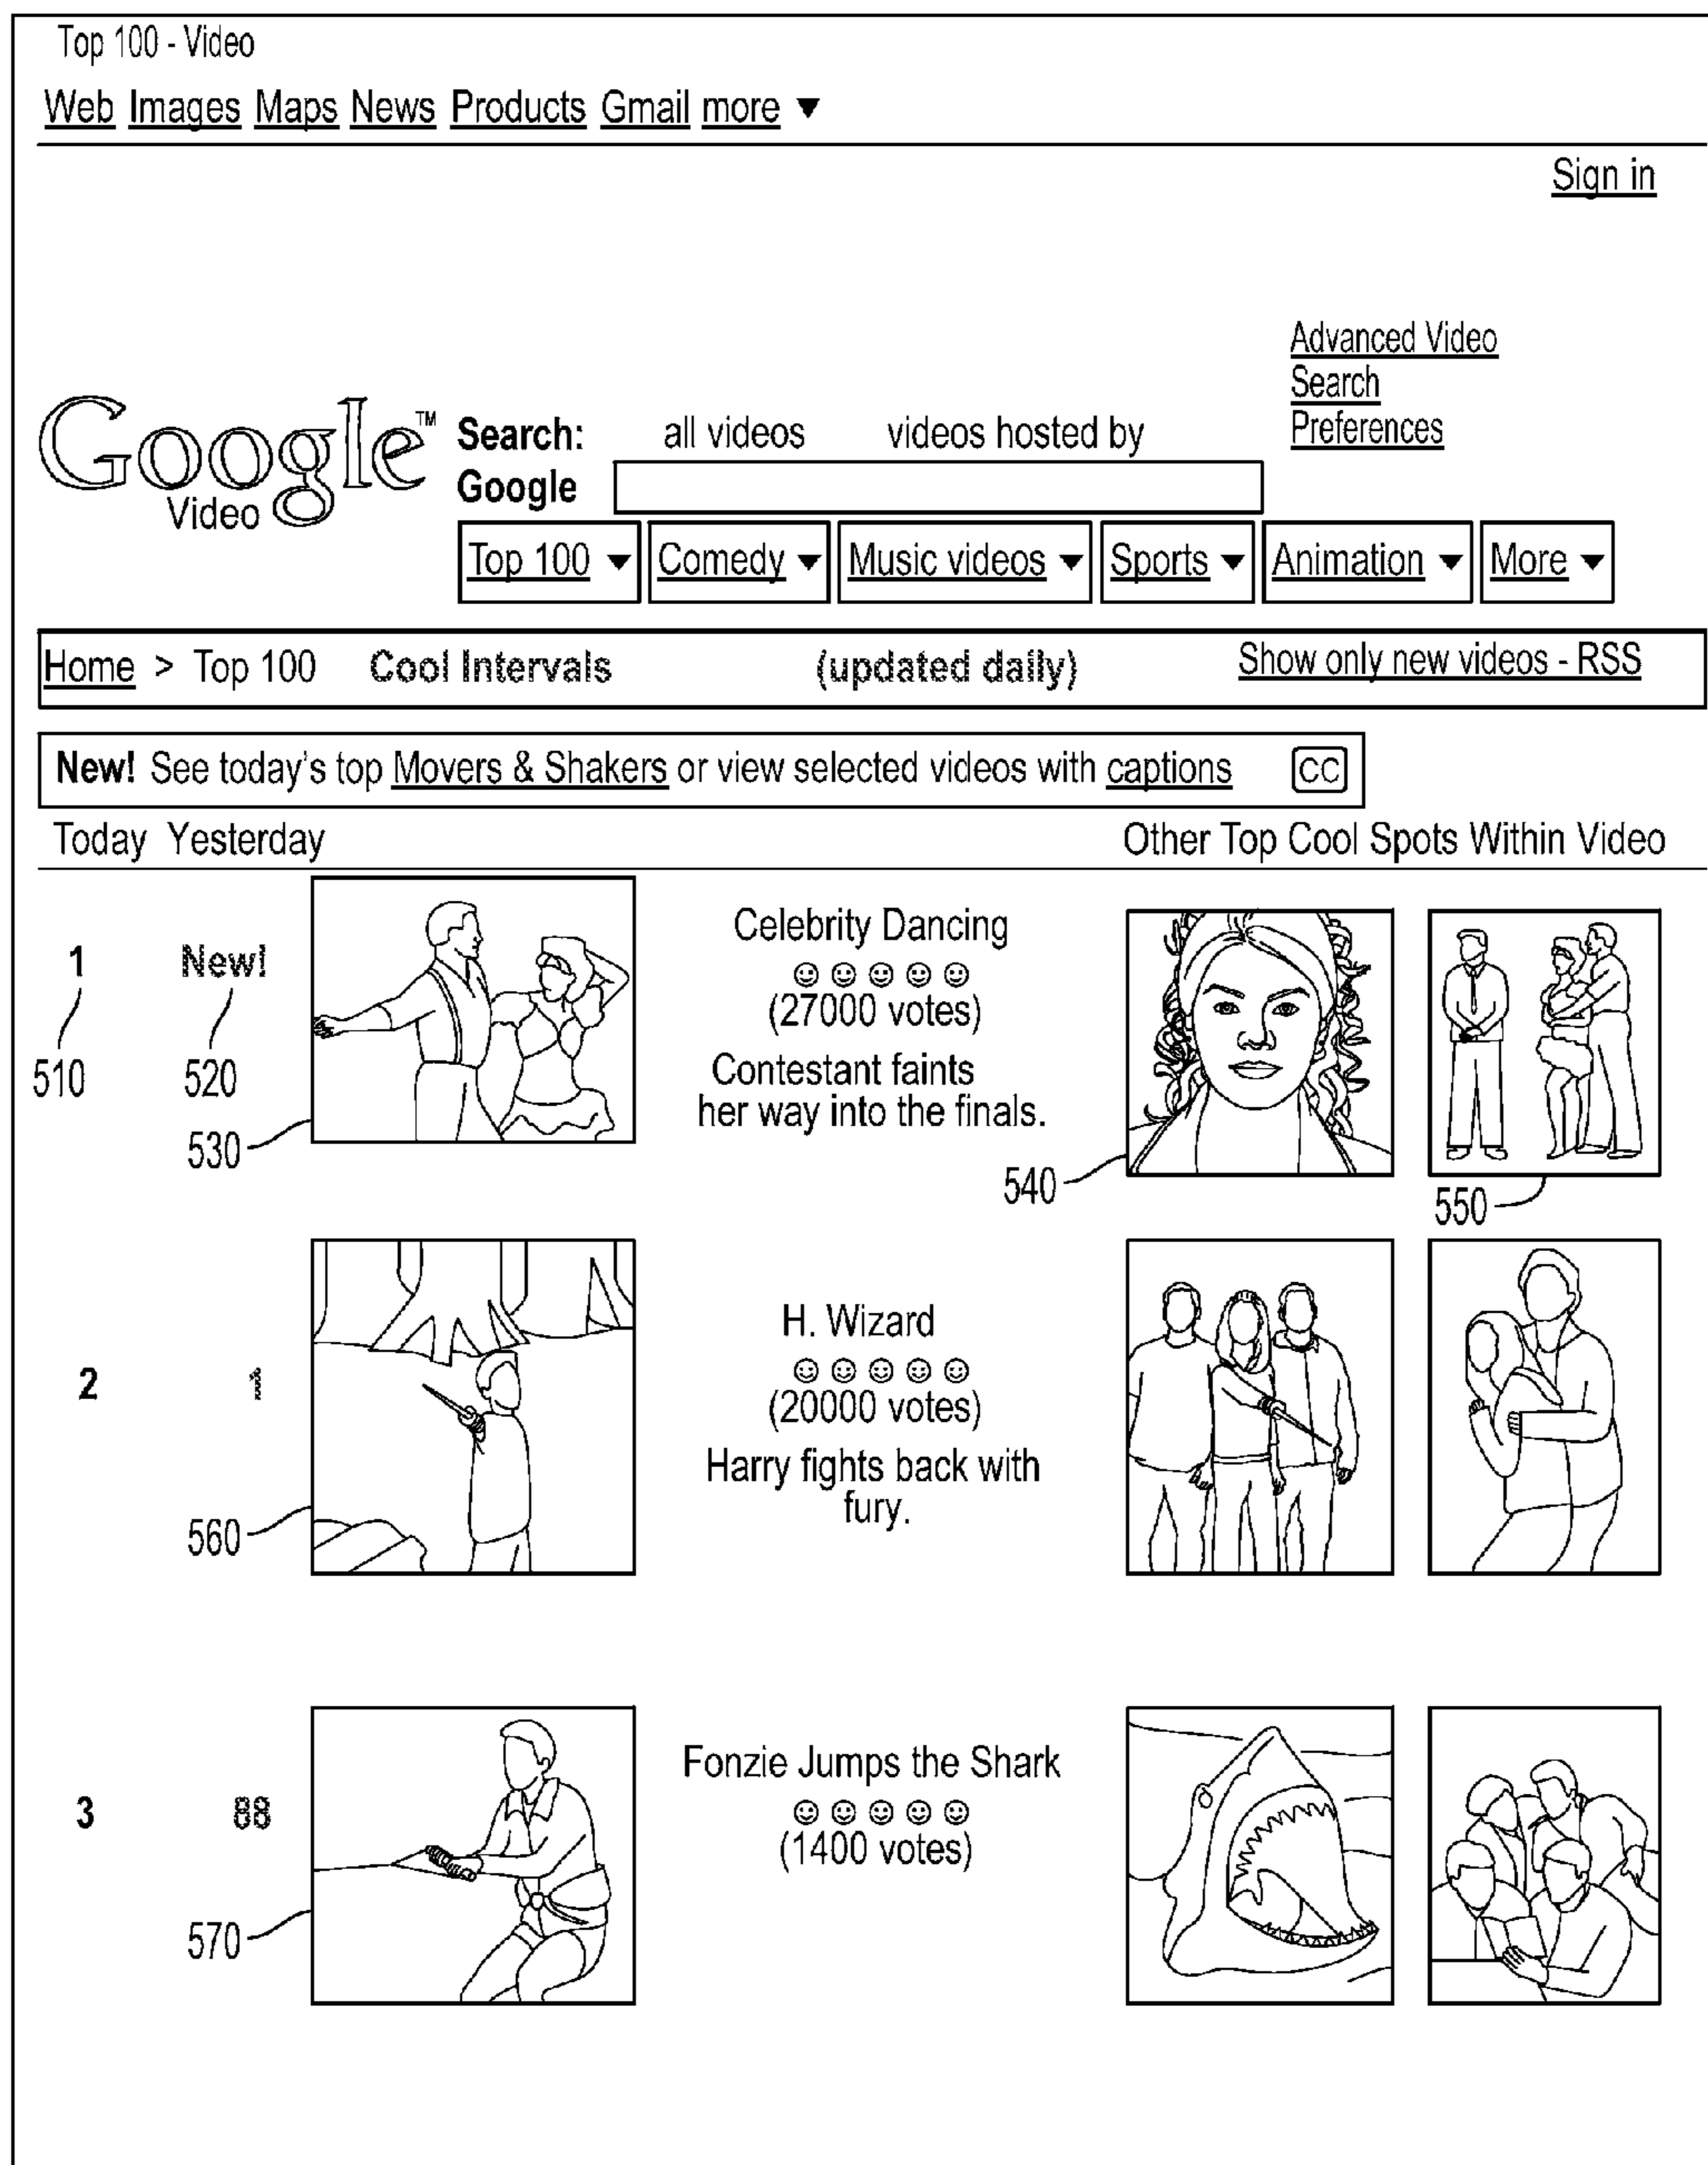 Top 100 - Video
Web Images Maps News Products Gmail more ▼
Sign in
Advanced Video
Search
Preferences
Google™
Video
Search: all videos videos hosted by
Google
Top 100 ▼ Comedy ▼ Music videos ▼ Sports ▼ Animation ▼ More ▼
Home > Top 100 Cool Intervals (updated daily) Show only new videos - RSS
New! See today's top Movers & Shakers or view selected videos with captions CC
Today Yesterday Other Top Cool Spots Within Video
1 New!
510 520
530
Celebrity Dancing
☺ ☺ ☺ ☺ ☺
(27000 votes)
Contestant faints
her way into the finals.
540
550
2 1
560
H. Wizard
☺ ☺ ☺ ☺ ☺
(20000 votes)
Harry fights back with
fury.
3 88
570
Fonzie Jumps the Shark
☺ ☺ ☺ ☺ ☺
(1400 votes)